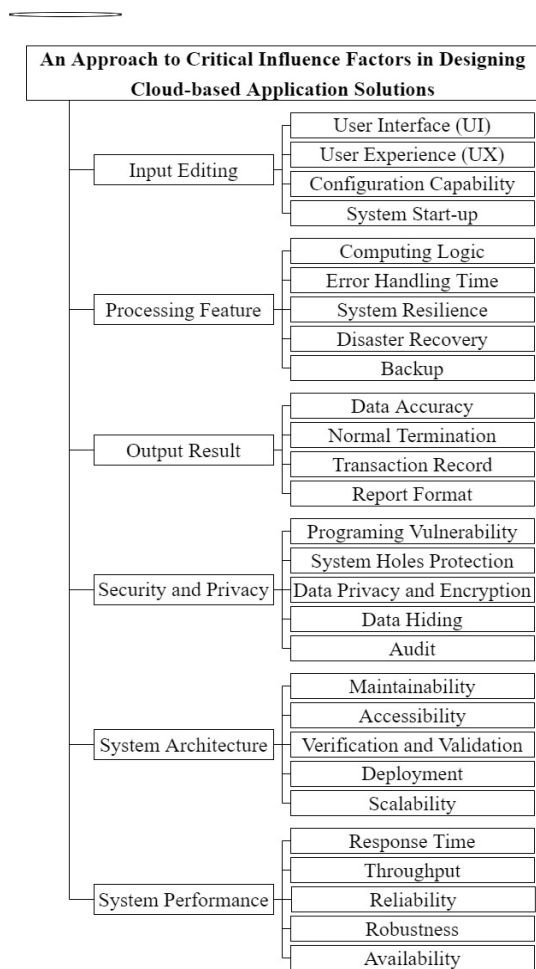 An Approach to Critical Influence Factors in Designing
Cloud-based Application Solutions
Input Editing
User Interface (UI)
User Experience (UX)
Configuration Capability
System Start-up
Processing Feature
Computing Logic
Error Handling Time
System Resilience
Disaster Recovery
Backup
Output Result
Data Accuracy
Normal Termination
Transaction Record
Report Format
Security and Privacy
Programing Vulnerability
System Holes Protection
Data Privacy and Encryption
Data Hiding
Audit
System Architecture
Maintainability
Accessibility
Verification and Validation
Deployment
Scalability
System Performance
Response Time
Throughput
Reliability
Robustness
Availability